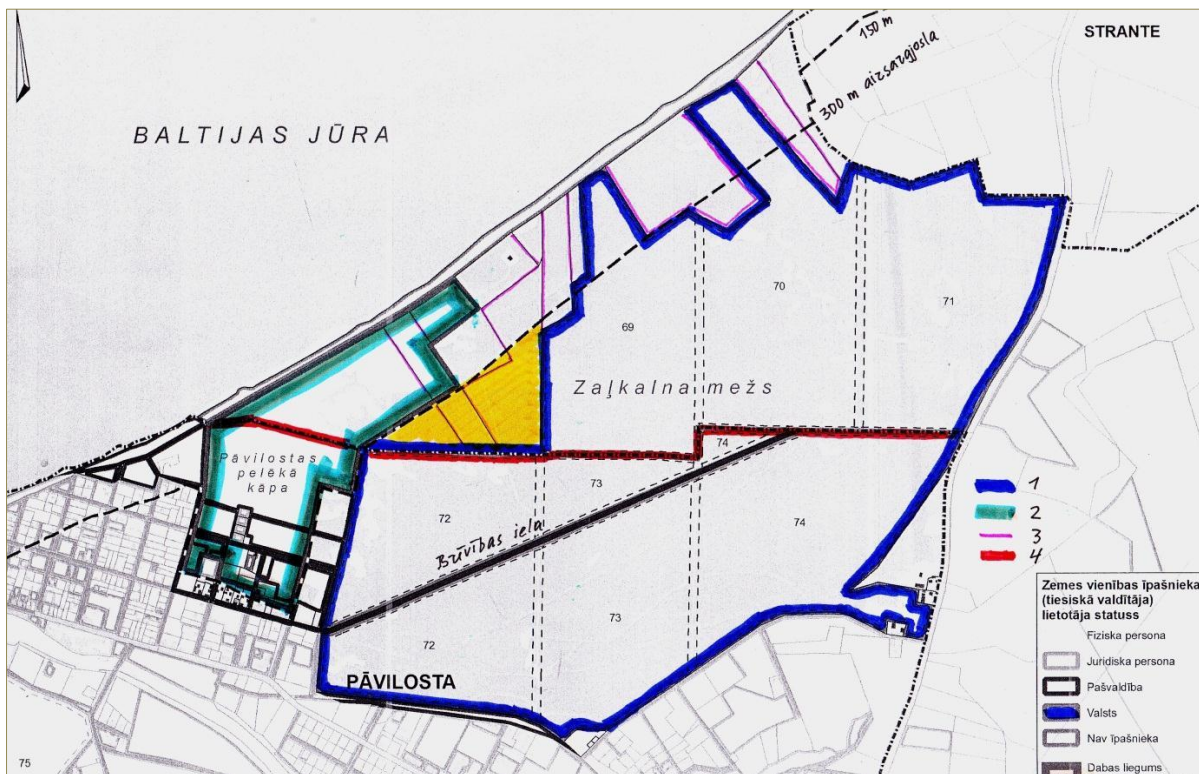 STRANTE
150 m
300 m aizsargjosla
BALTIJAS JŪRA
70
71
69
Zaļkalna mežs
74
Pāvilostas
pelēkā
kāpa
73
72
74
Brīvības iela
73
72
PĀVILOSTA
75
1
2
3
4
Zemes vienības īpašnieka
(tiesiskā valdītāja)
lietotāja statuss
Fiziska persona
Juridiska persona
Pašvaldība
Valsts
Nav īpašnieka
Dabas liegums